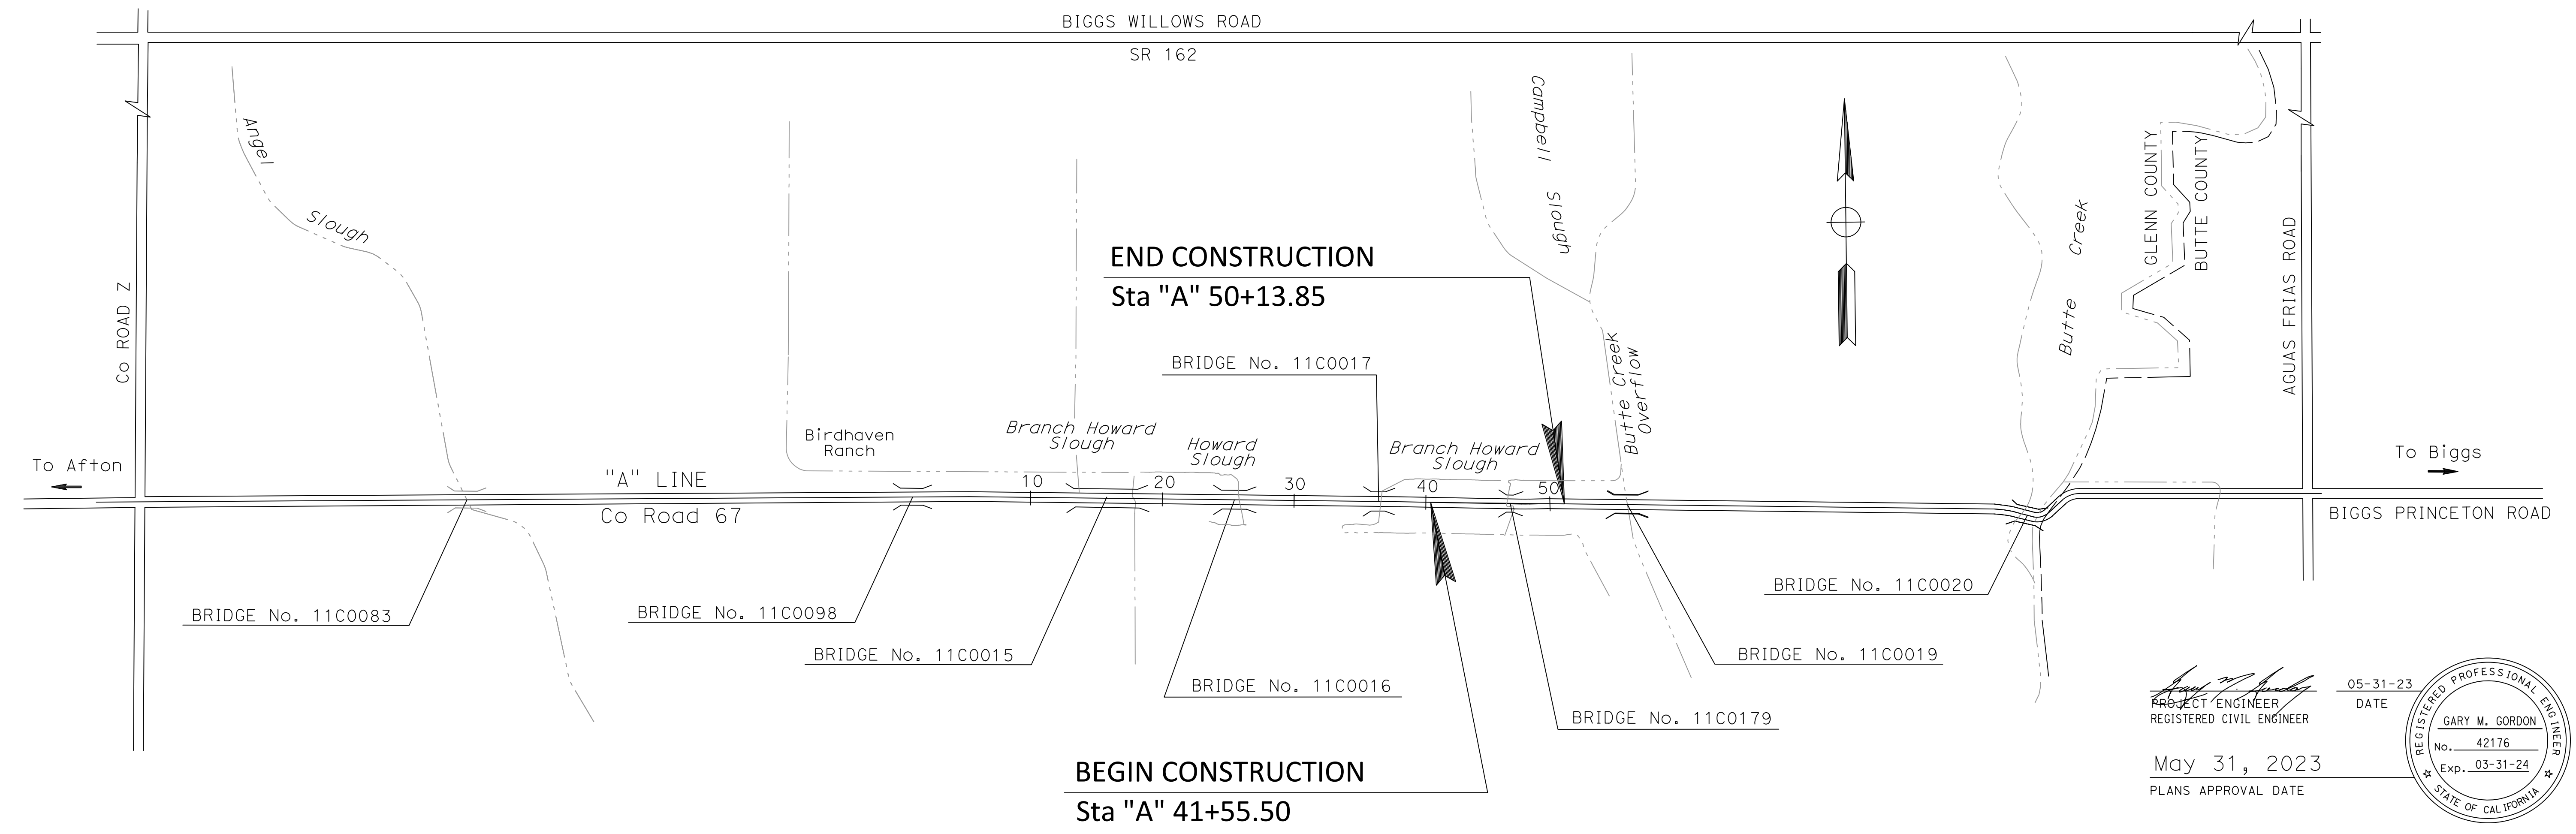 BIGGS WILLOWS ROAD
SR 162
Angel
Slough
Campbell
Slough
Butte Creek
GLENN COUNTY
BUTTE COUNTY
AGUAS FRIAS ROAD
Co ROAD Z
END CONSTRUCTION
Sta "A" 50+13.85
BRIDGE No. 11C0017
Butte Creek
Overflow
Birdhaven
Ranch
Branch Howard
Slough
Howard
Slough
Branch Howard
Slough
To Afton
To Biggs
"A" LINE
10
20
30
40
50
Co Road 67
BIGGS PRINCETON ROAD
BRIDGE No. 11C0083
BRIDGE No. 11C0098
BRIDGE No. 11C0015
BRIDGE No. 11C0016
BRIDGE No. 11C0020
BRIDGE No. 11C0019
BRIDGE No. 11C0179
BEGIN CONSTRUCTION
Sta "A" 41+55.50
05-31-23
PROJECT ENGINEER
DATE
REGISTERED CIVIL ENGINEER
May 31, 2023
PLANS APPROVAL DATE
REGISTERED PROFESSIONAL ENGINEER
GARY M. GORDON
No. 42176
Exp. 03-31-24
STATE OF CALIFORNIA